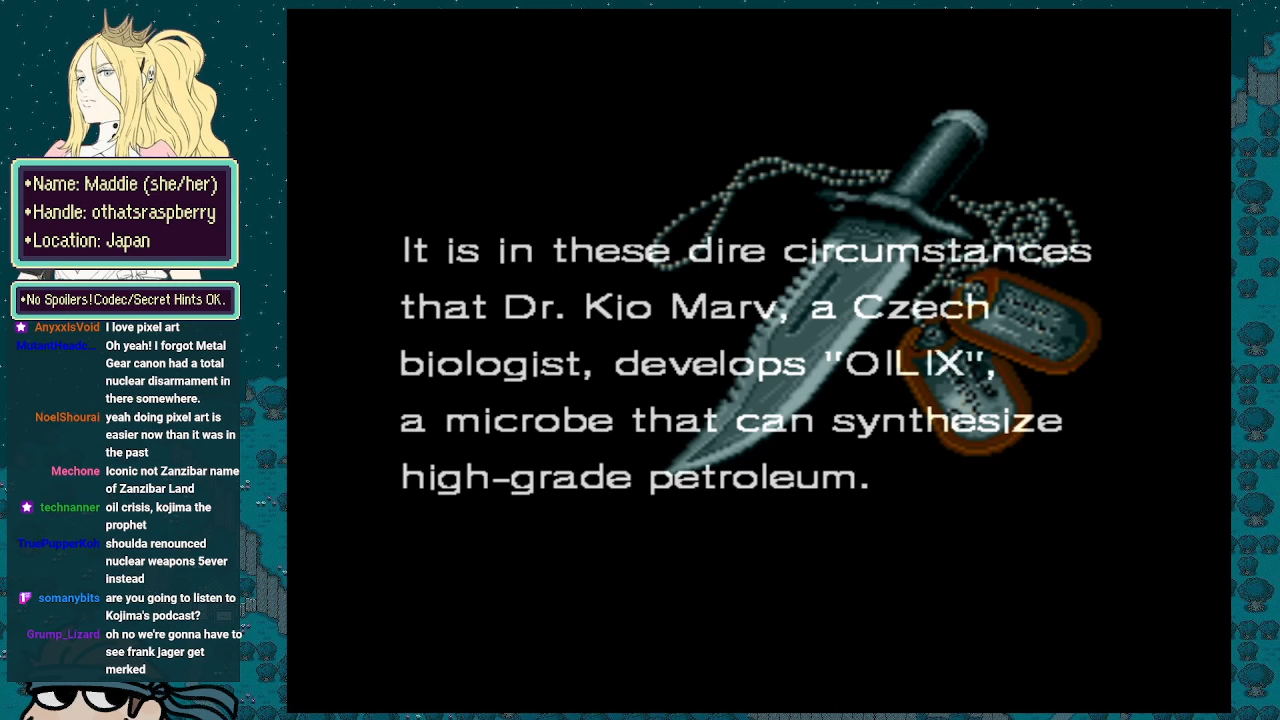 *Name: Maddie (she/her)
*Handle: othatsraspberry
*Location: Japan
*No Spoilers!Codec/Secret Hints OK.
AnyxxIsVoid I love pixel art
MutantHeadc... Oh yeah! I forgot Metal
Gear canon had a total
nuclear disarmament in
there somewhere.
NoelShourai yeah doing pixel art is
easier now than it was in
the past
Mechone Iconic not Zanzibar name
of Zanzibar Land
technanner oil crisis, kojima the
prophet
TruePupperKoh shoulda renounced
nuclear weapons 5ever
instead
somanybits are you going to listen to
Kojima's podcast?
Grump_Lizard oh no we're gonna have to
see frank jager get
merked
It is in these dire circumstances
that Dr. Kio Marv, a Czech
biologist, develops "OILIX",
a microbe that can synthesize
high-grade petroleum.